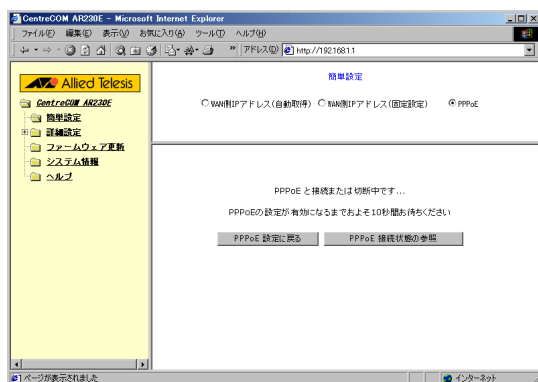 CentreCOM AR230E - Microsoft Internet Explorer
ファイル(F) 編集(E) 表示(V) お気に入り(A) ツール(T) ヘルプ(H)
» アドレス(D) http://192.168.1.1
Allied Telesis
CentreCOM AR230E
簡単設定
詳細設定
ファームウェア更新
システム情報
ヘルプ
簡単設定
WAN側IPアドレス(自動取得) WAN側IPアドレス(固定設定) PPPoE
PPPoE と接続または切断中です...
PPPoEの設定が有効になるまでおよそ10秒間お待ちください
PPPoE 設定に戻る PPPoE 接続状態の参照
ページが表示されました インターネット